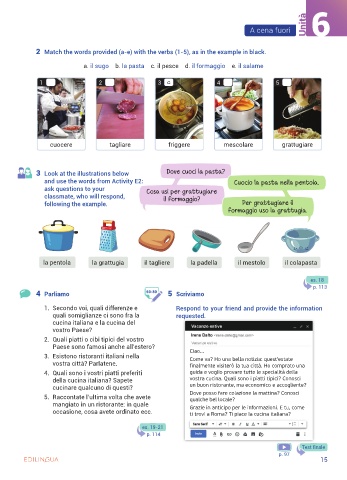 A cena fuori
Unità 6
2 Match the words provided (a-e) with the verbs (1-5), as in the example in black.
a. il sugo b. la pasta c. il pesce d. il formaggio e. il salame
1 2 3 c 4 5
cuocere tagliare friggere mescolare grattugiare
3 Look at the illustrations below
and use the words from Activity E2:
ask questions to your
classmate, who will respond,
following the example.
Dove cuoci la pasta?
Cuocio la pasta nella pentola.
Cosa usi per grattugiare
il formaggio?
Per grattugiare il
formaggio uso la grattugia.
la pentola la grattugia il tagliere la padella il mestolo il colapasta
es. 18
p. 113
4 Parliamo
1. Secondo voi, quali differenze e
quali somiglianze ci sono fra la
cucina italiana e la cucina del
vostro Paese?
2. Quali piatti o cibi tipici del vostro
Paese sono famosi anche all'estero?
3. Esistono ristoranti italiani nella
vostra città? Parlatene.
4. Quali sono i vostri piatti preferiti
della cucina italiana? Sapete
cucinare qualcuno di questi?
5. Raccontate l'ultima volta che avete
mangiato in un ristorante: in quale
occasione, cosa avete ordinato ecc.
es. 19-21
p. 114
5 Scriviamo
Respond to your friend and provide the information
requested.
Vacanze estive
Irene Balbo
Vacanze estive
Ciao...
Come va? Ho una bella notizia: quest'estate
finalmente visiterò la tua città. Ho comprato una
guida e voglio provare tutte le specialità della
vostra cucina. Quali sono i piatti tipici? Conosci
un buon ristorante, ma economico e accogliente?
Dove posso fare colazione la mattina? Conosci
qualche bel locale?
Grazie in anticipo per le informazioni. E tu, come
ti trovi a Roma? Ti piace la cucina italiana?
Test finale
p. 97
EDILINGUA
15